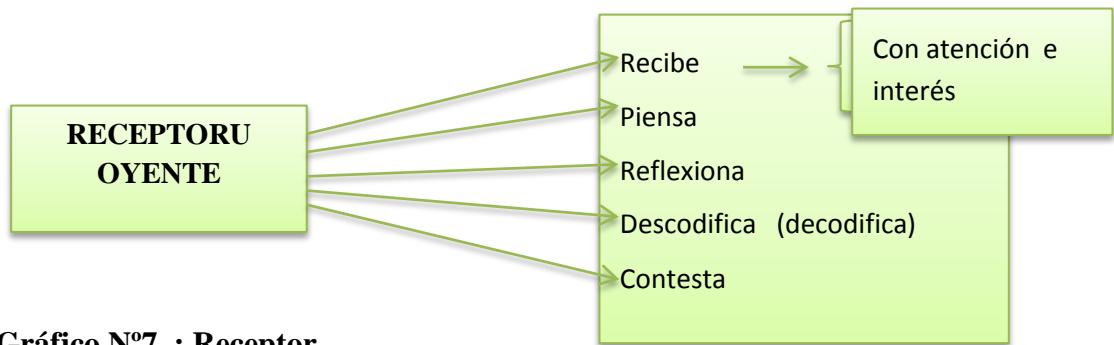 RECEPTORU
OYENTE
Recibe
Con atención e
interés
Piensa
Reflexiona
Descodifica (decodifica)
Contesta
Gráfico Nº7 : Receptor